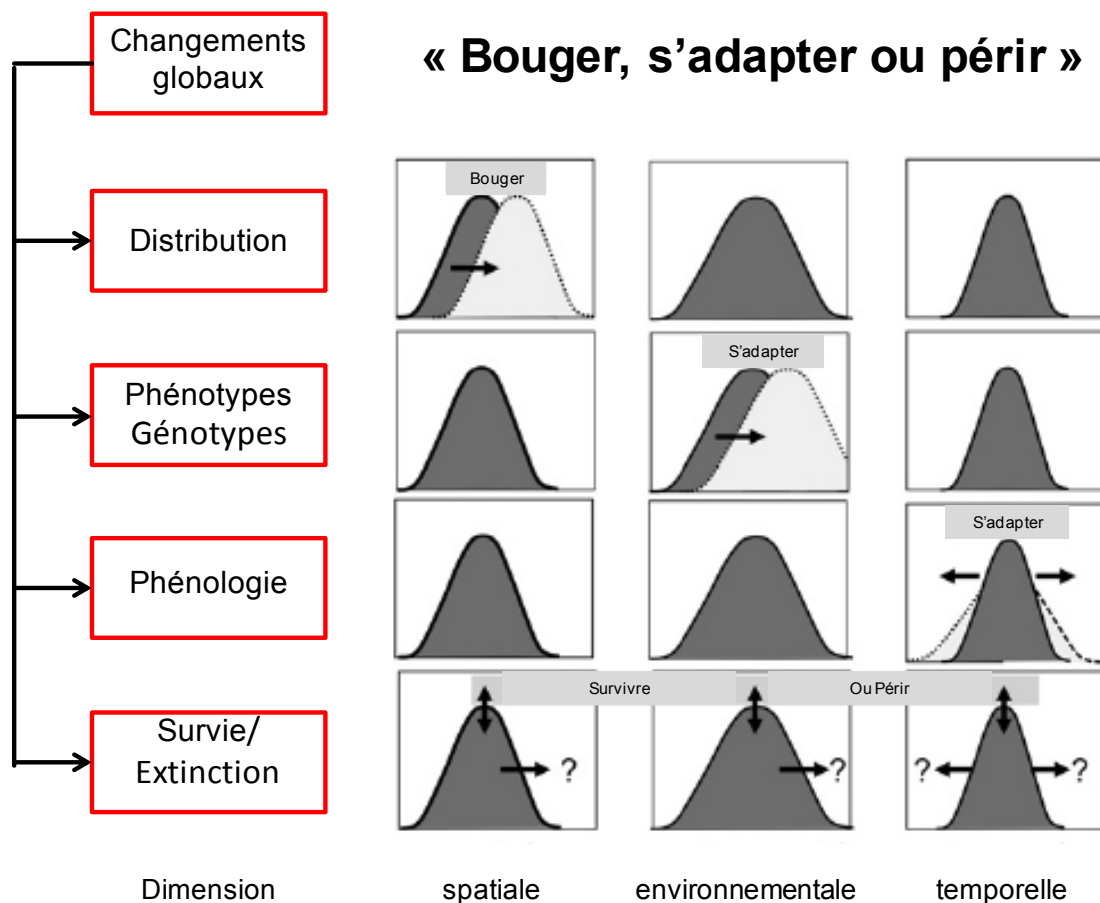 Changements
globaux
« Bouger, s'adapter ou périr »
Distribution
Bouger
Phénotypes
Génotypes
S'adapter
Phénologie
S'adapter
Survie/
Extinction
Survivre
Ou Périr
?
?
?
?
Dimension
spatiale
environnementale
temporelle